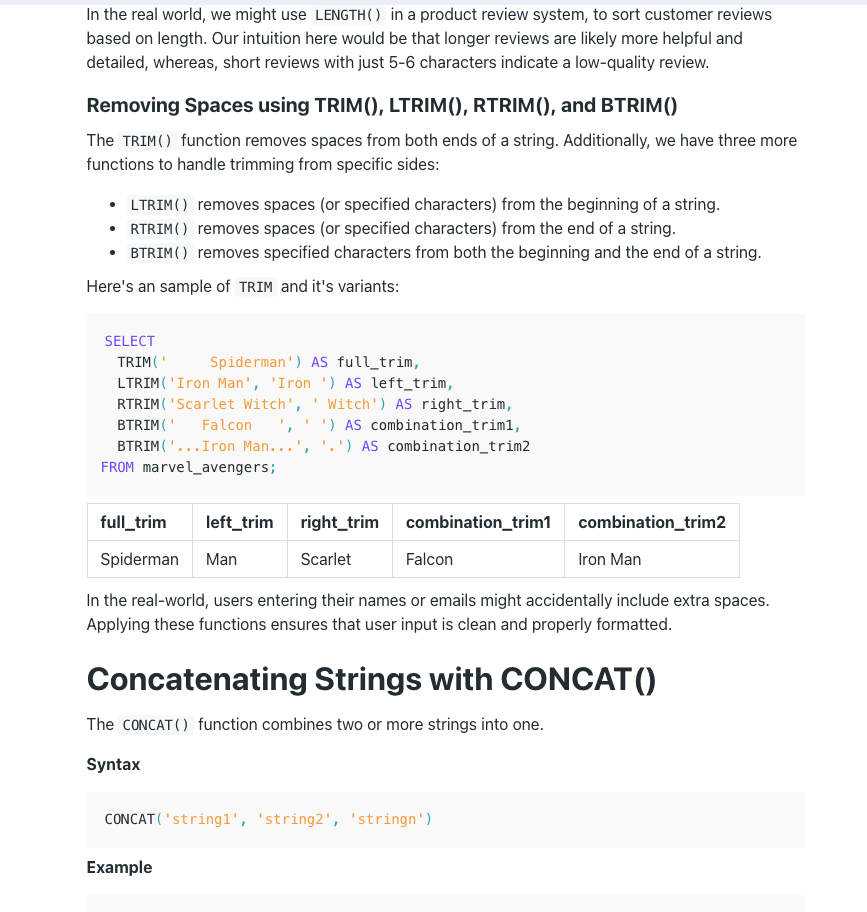 In the real world, we might use LENGTH() in a product review system, to sort customer reviews
based on length. Our intuition here would be that longer reviews are likely more helpful and
detailed, whereas, short reviews with just 5-6 characters indicate a low-quality review.
Removing Spaces using TRIM(), LTRIM(), RTRIM(), and BTRIM()
The TRIM() function removes spaces from both ends of a string. Additionally, we have three more
functions to handle trimming from specific sides:
• LTRIM() removes spaces (or specified characters) from the beginning of a string.
• RTRIM() removes spaces (or specified characters) from the end of a string.
• BTRIM() removes specified characters from both the beginning and the end of a string.
Here's an sample of TRIM and it's variants:
SELECT
  TRIM('     Spiderman') AS full_trim,
  LTRIM('Iron Man', 'Iron ') AS left_trim,
  RTRIM('Scarlet Witch', ' Witch') AS right_trim,
  BTRIM('   Falcon   ', ' ') AS combination_trim1,
  BTRIM('...Iron Man...', '.') AS combination_trim2
FROM marvel_avengers;
full_trim left_trim right_trim combination_trim1 combination_trim2
Spiderman Man Scarlet Falcon Iron Man
In the real-world, users entering their names or emails might accidentally include extra spaces.
Applying these functions ensures that user input is clean and properly formatted.
Concatenating Strings with CONCAT()
The CONCAT() function combines two or more strings into one.
Syntax
CONCAT('string1', 'string2', 'stringn')
Example